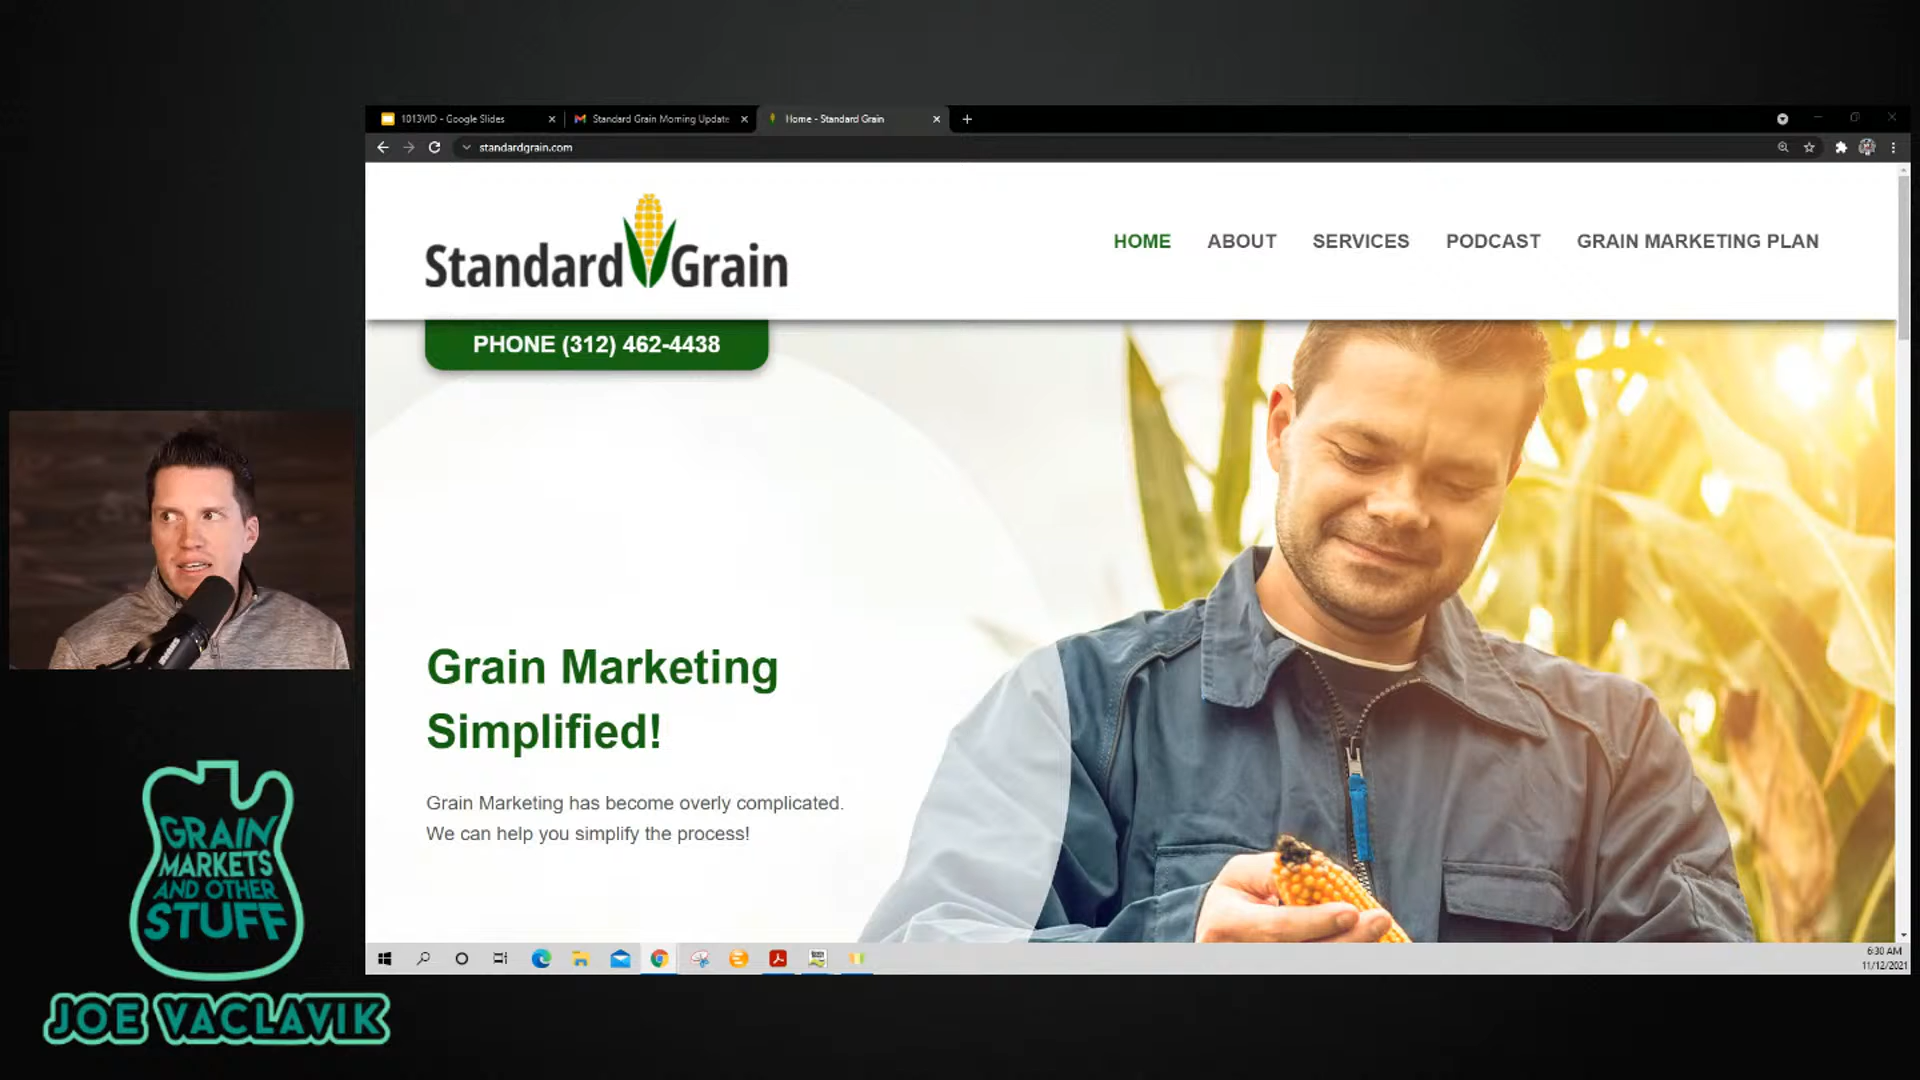 1013VID - Google Slides
Standard Grain Morning Update
Home - Standard Grain
standardgrain.com
Standard Grain
HOME ABOUT SERVICES PODCAST GRAIN MARKETING PLAN
PHONE (312) 462-4438
Grain Marketing
Simplified!
Grain Marketing has become overly complicated.
We can help you simplify the process!
GRAIN
MARKETS
AND OTHER
STUFF
JOE VACLAVIK
6:30 AM
11/12/2021